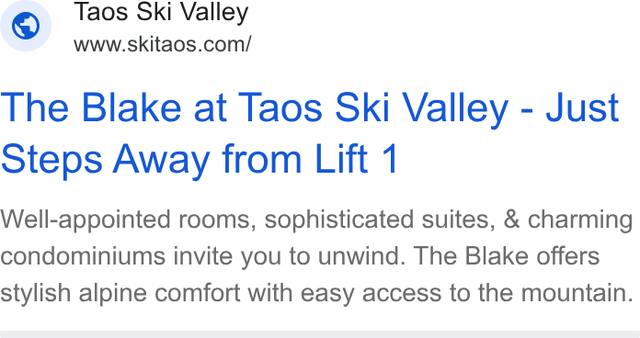 Taos Ski Valley
www.skitaos.com/
The Blake at Taos Ski Valley - Just
Steps Away from Lift 1
Well-appointed rooms, sophisticated suites, & charming
condominiums invite you to unwind. The Blake offers
stylish alpine comfort with easy access to the mountain.